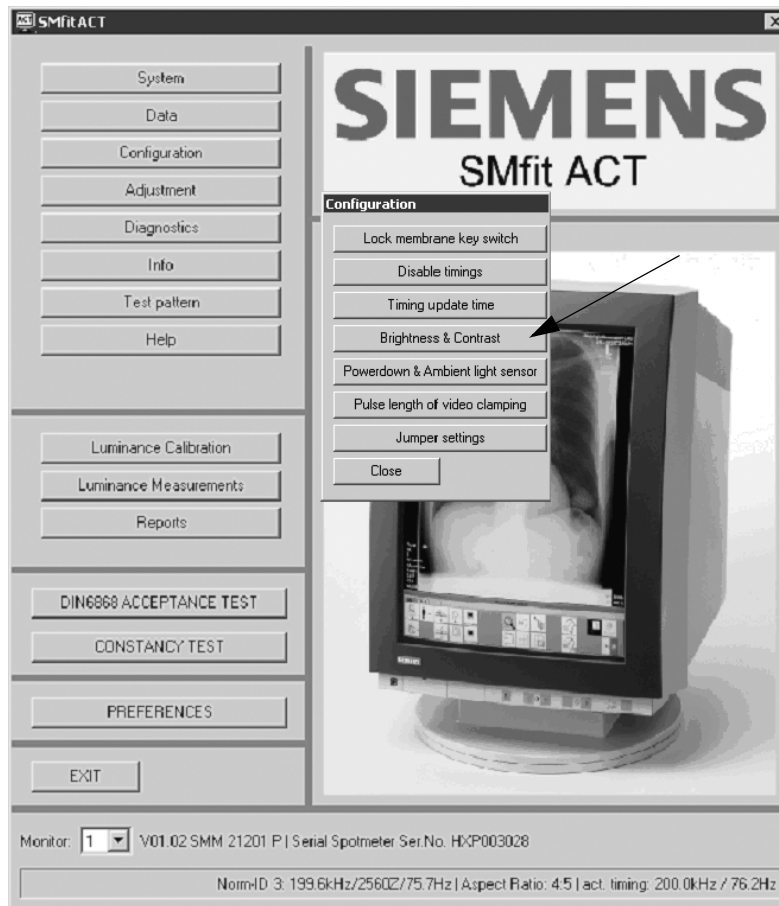 SMfitACT
System
Data
Configuration
Adjustment
Diagnostics
Info
Test pattern
Help
Luminance Calibration
Luminance Measurements
Reports
DIN6868 ACCEPTANCE TEST
CONSTANCY TEST
PREFERENCES
EXIT
SIEMENS
SMfit ACT
Configuration
Lock membrane key switch
Disable timings
Timing update time
Brightness & Contrast
Powerdown & Ambient light sensor
Pulse length of video clamping
Jumper settings
Close
SIEMENS
Monitor: 1 V01.02 SMM 21201 P | Serial Spotmeter Ser.No. HXP003028
Norm-ID 3: 199.6kHz/2560Z/75.7Hz | Aspect Ratio: 4:5 | act. timing: 200.0kHz / 76.2Hz